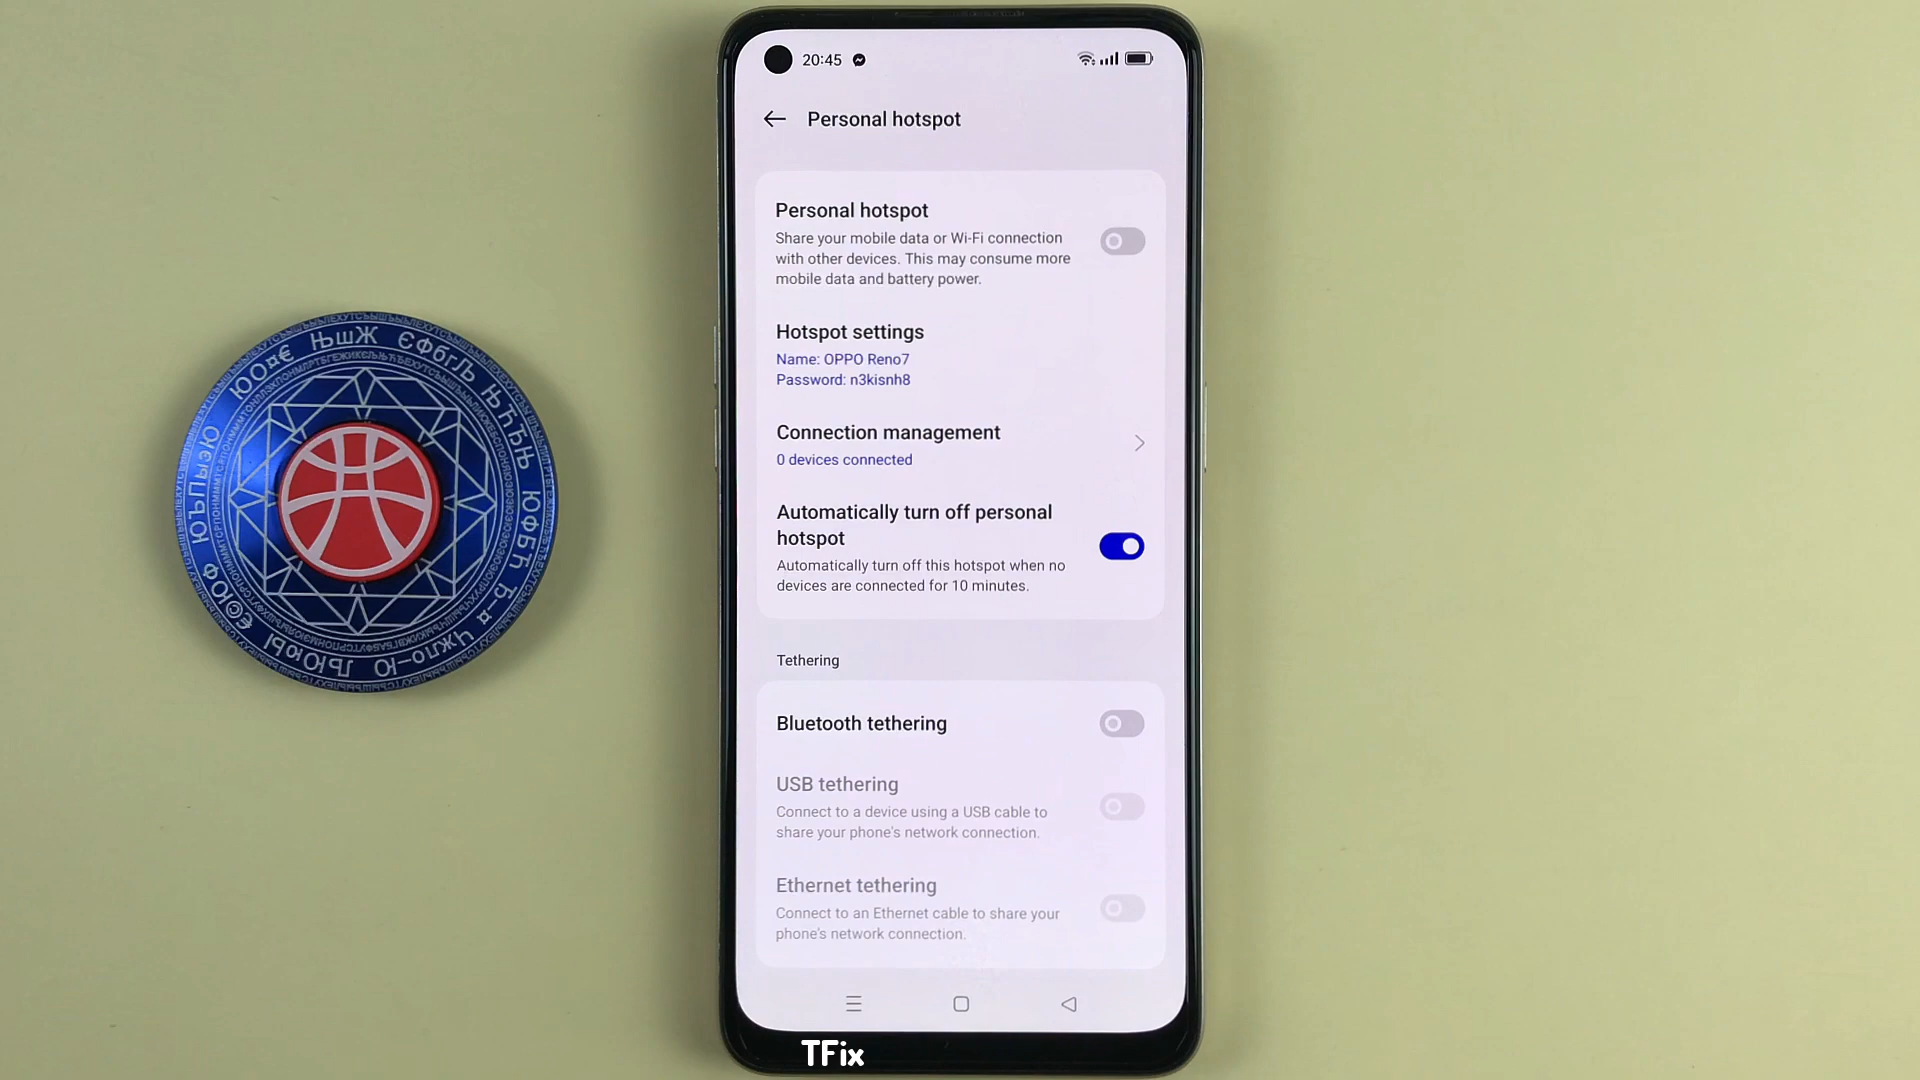 20:45
Personal hotspot
Personal hotspot
Share your mobile data or Wi-Fi connection
with other devices. This may consume more
mobile data and battery power.
Hotspot settings
Name: OPPO Reno7
Password: n3kisnh8
Connection management
0 devices connected
Automatically turn off personal
hotspot
Automatically turn off this hotspot when no
devices are connected for 10 minutes.
Tethering
Bluetooth tethering
USB tethering
Connect to a device using a USB cable to
share your phone's network connection.
Ethernet tethering
Connect to an Ethernet cable to share your
phone's network connection.
TFix